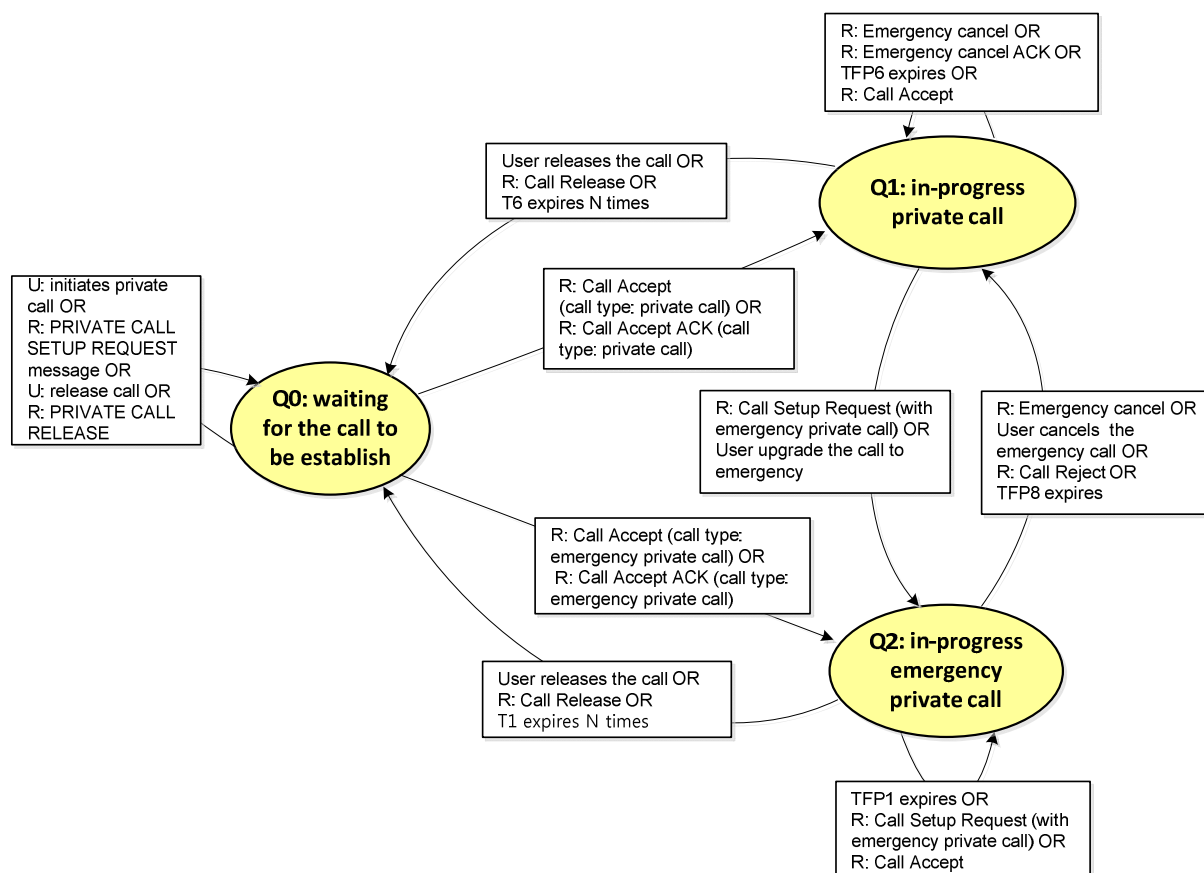 R: Emergency cancel OR
R: Emergency cancel ACK OR
TFP6 expires OR
R: Call Accept
User releases the call OR
R: Call Release OR
T6 expires N times
Q1: in-progress
private call
R: Call Accept
(call type: private call) OR
R: Call Accept ACK (call
type: private call)
U: initiates private
call OR
R: PRIVATE CALL
SETUP REQUEST
message OR
U: release call OR
R: PRIVATE CALL
RELEASE
Q0: waiting
for the call to
be establish
R: Call Setup Request (with
emergency private call) OR
User upgrade the call to
emergency
R: Emergency cancel OR
User cancels the
emergency call OR
R: Call Reject OR
TFP8 expires
R: Call Accept (call type:
emergency private call) OR
R: Call Accept ACK (call type:
emergency private call)
Q2: in-progress
emergency
private call
User releases the call OR
R: Call Release OR
T1 expires N times
TFP1 expires OR
R: Call Setup Request (with
emergency private call) OR
R: Call Accept